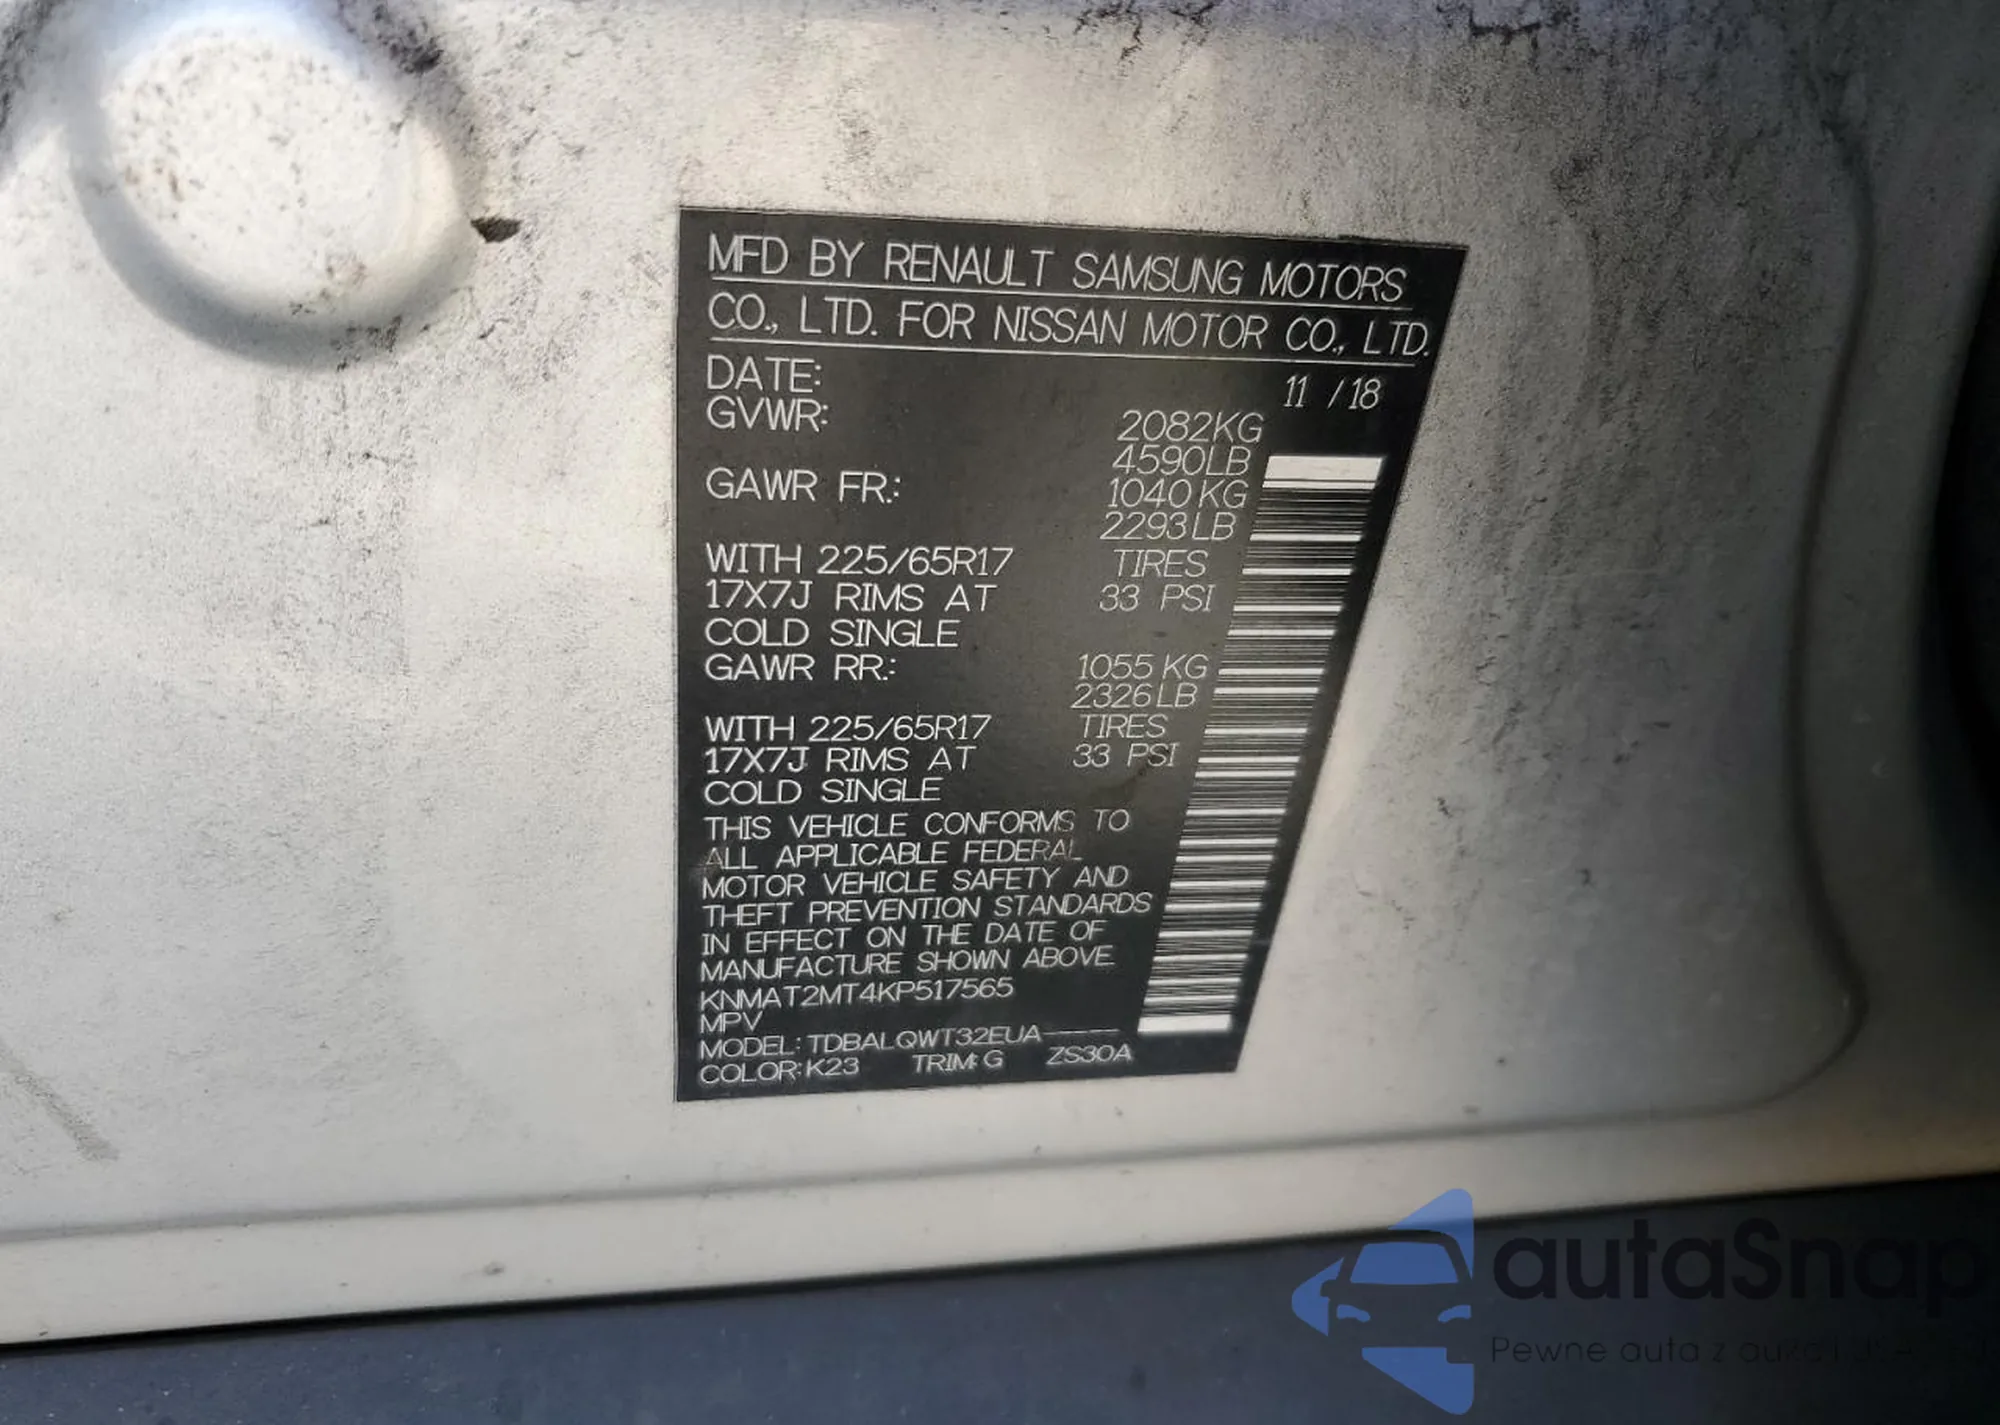 MFD BY RENAULT SAMSUNG MOTORS
CO., LTD. FOR NISSAN MOTOR CO., LTD.
DATE: 11 / 18
GVWR: 2082KG
4590LB
GAWR FR.: 1040 KG
2293 LB
WITH 225/65R17 TIRES
17X7J RIMS AT 33 PSI
COLD SINGLE
GAWR RR.: 1055 KG
2326 LB
WITH 225/65R17 TIRES
17X7J RIMS AT 33 PSI
COLD SINGLE
THIS VEHICLE CONFORMS TO
ALL APPLICABLE FEDERAL
MOTOR VEHICLE SAFETY AND
THEFT PREVENTION STANDARDS
IN EFFECT ON THE DATE OF
MANUFACTURE SHOWN ABOVE.
KNMAT2MT4KP517565
MPV
MODEL: TDBALQWT32EUA-----
COLOR: K23 TRIM: G ZS30A
autaSnap
Pewne auta z